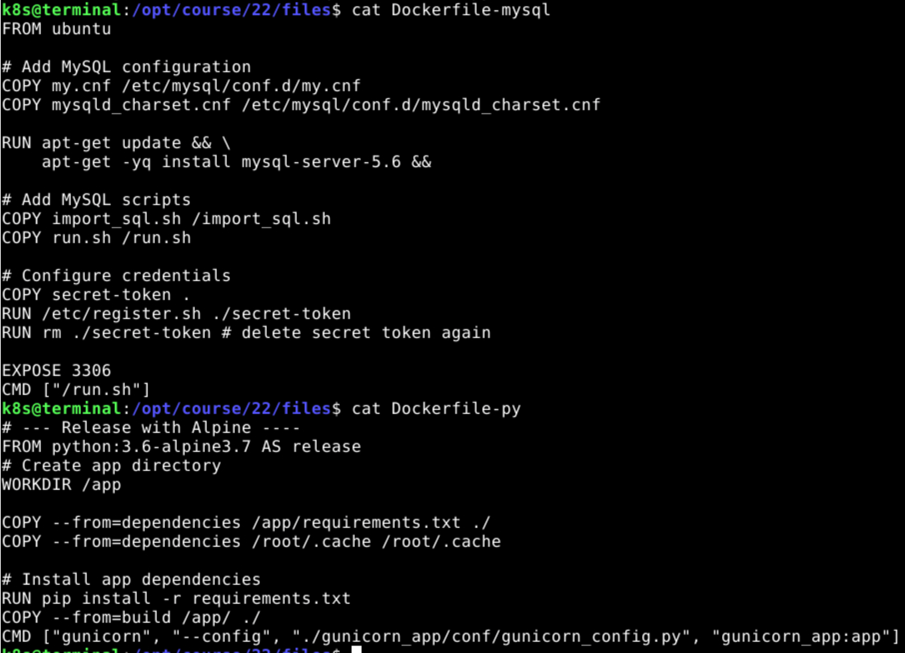 k8s@terminal:/opt/course/22/files$ cat Dockerfile-mysql
FROM ubuntu

# Add MySQL configuration
COPY my.cnf /etc/mysql/conf.d/my.cnf
COPY mysqld_charset.cnf /etc/mysql/conf.d/mysqld_charset.cnf

RUN apt-get update && \
    apt-get -yq install mysql-server-5.6 &&

# Add MySQL scripts
COPY import_sql.sh /import_sql.sh
COPY run.sh /run.sh

# Configure credentials
COPY secret-token .
RUN /etc/register.sh ./secret-token
RUN rm ./secret-token # delete secret token again

EXPOSE 3306
CMD ["/run.sh"]
k8s@terminal:/opt/course/22/files$ cat Dockerfile-py
# --- Release with Alpine ----
FROM python:3.6-alpine3.7 AS release
# Create app directory
WORKDIR /app

COPY --from=dependencies /app/requirements.txt ./
COPY --from=dependencies /root/.cache /root/.cache

# Install app dependencies
RUN pip install -r requirements.txt
COPY --from=build /app/ ./
CMD ["gunicorn", "--config", "./gunicorn_app/conf/gunicorn_config.py", "gunicorn_app:app"]
k8s@terminal:/opt/course/22/files$